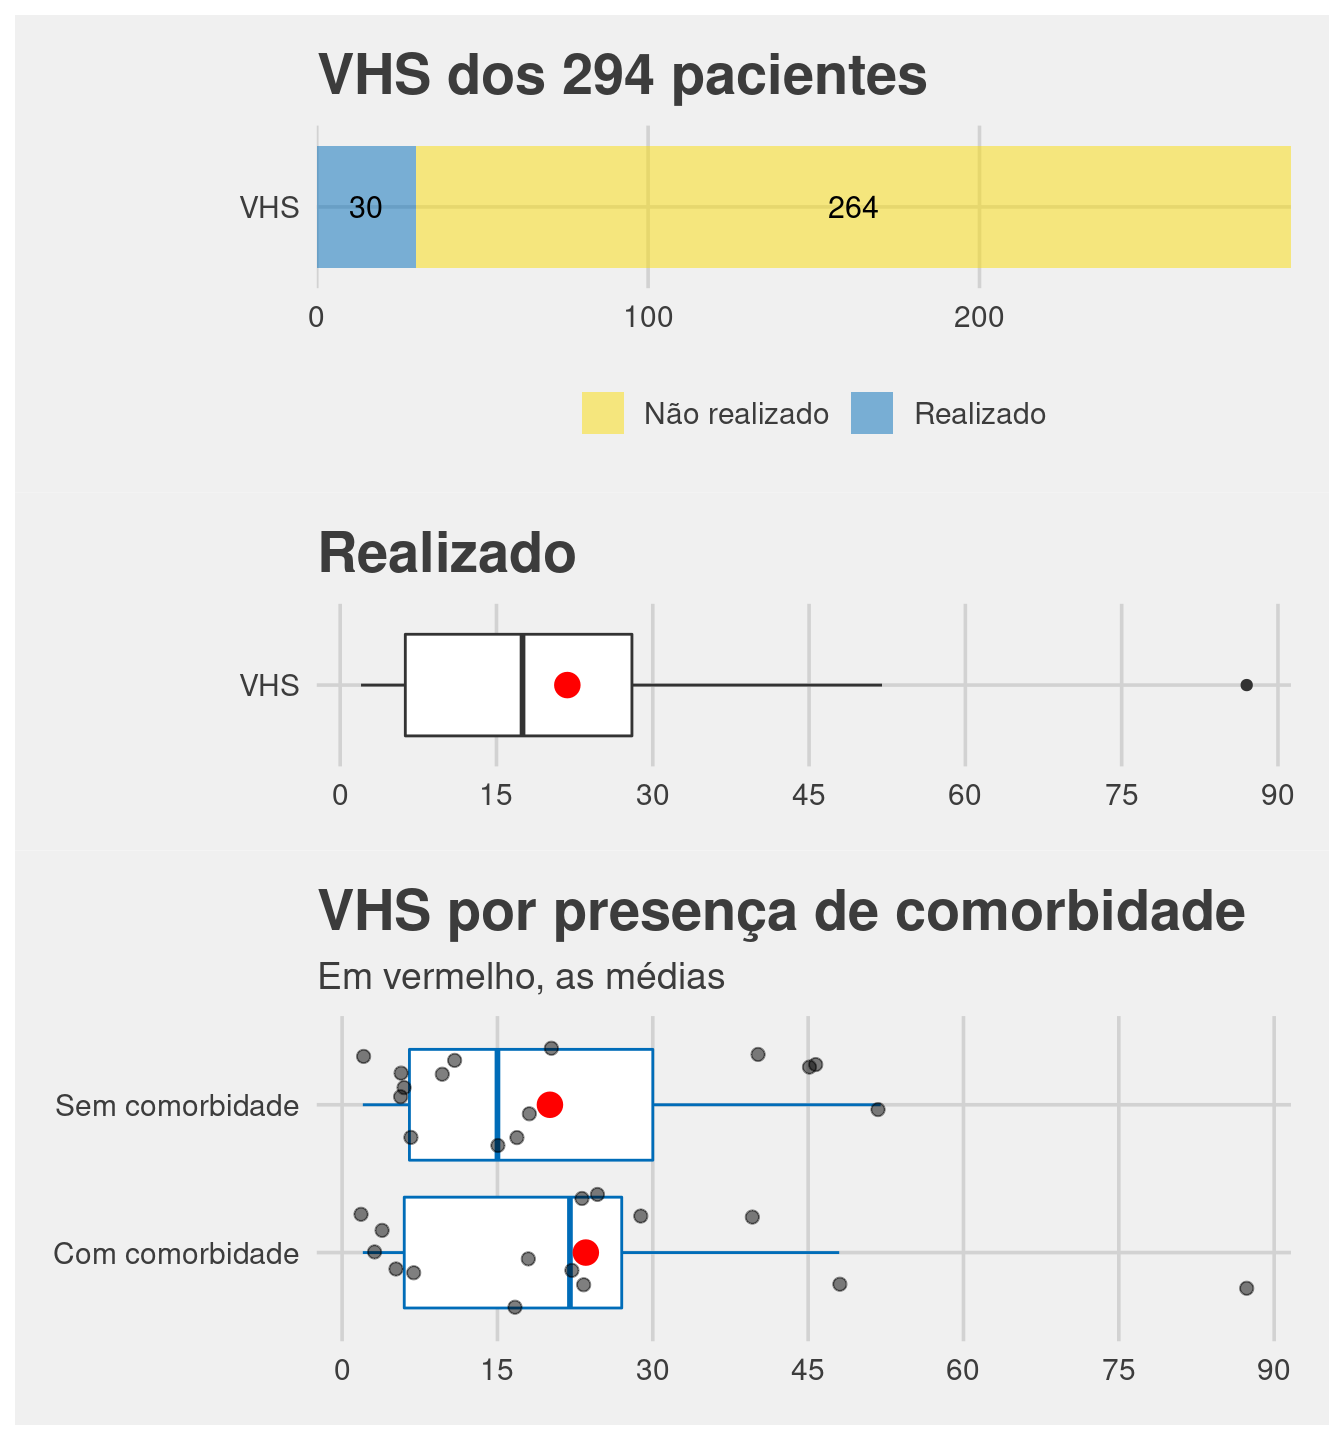 VHS dos 294 pacientes
VHS
30
264
0 100 200
Não realizado Realizado
Realizado
VHS
0 15 30 45 60 75 90
VHS por presença de comorbidade
Em vermelho, as médias
Sem comorbidade
Com comorbidade
0 15 30 45 60 75 90